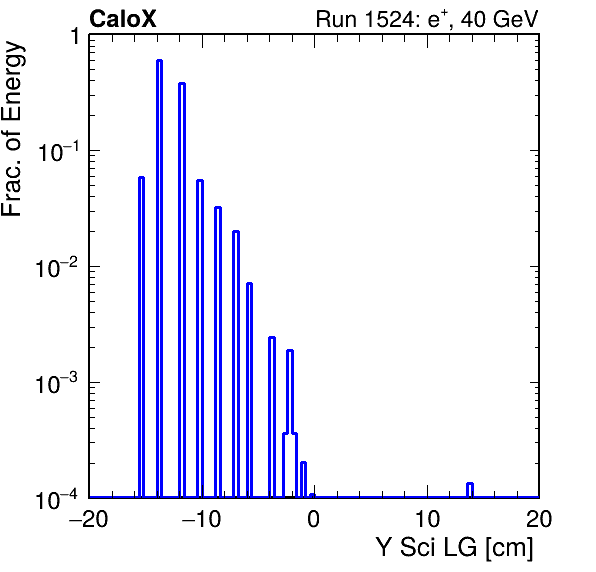 CaloX Run 1524: e⁺, 40 GeV
Frac. of Energy
1
10⁻¹
10⁻²
10⁻³
10⁻⁴
−20 −10 0 10 20
Y Sci LG [cm]